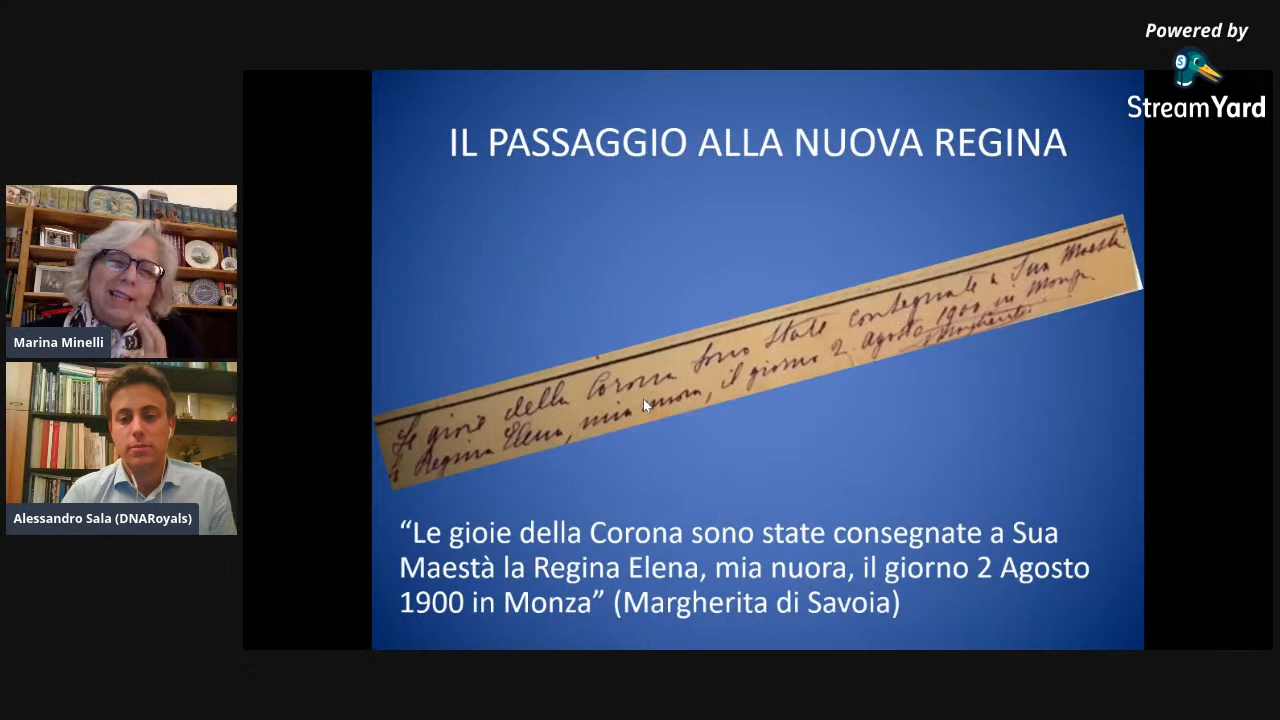 Powered by
StreamYard
IL PASSAGGIO ALLA NUOVA REGINA
Le gioie della Corona sono state consegnate a Sua Maestà
la Regina Elena, mia nuora, il giorno 2 Agosto 1900 in Monza
Margherita
“Le gioie della Corona sono state consegnate a Sua
Maestà la Regina Elena, mia nuora, il giorno 2 Agosto
1900 in Monza” (Margherita di Savoia)
Marina Minelli
Alessandro Sala (DNARoyals)